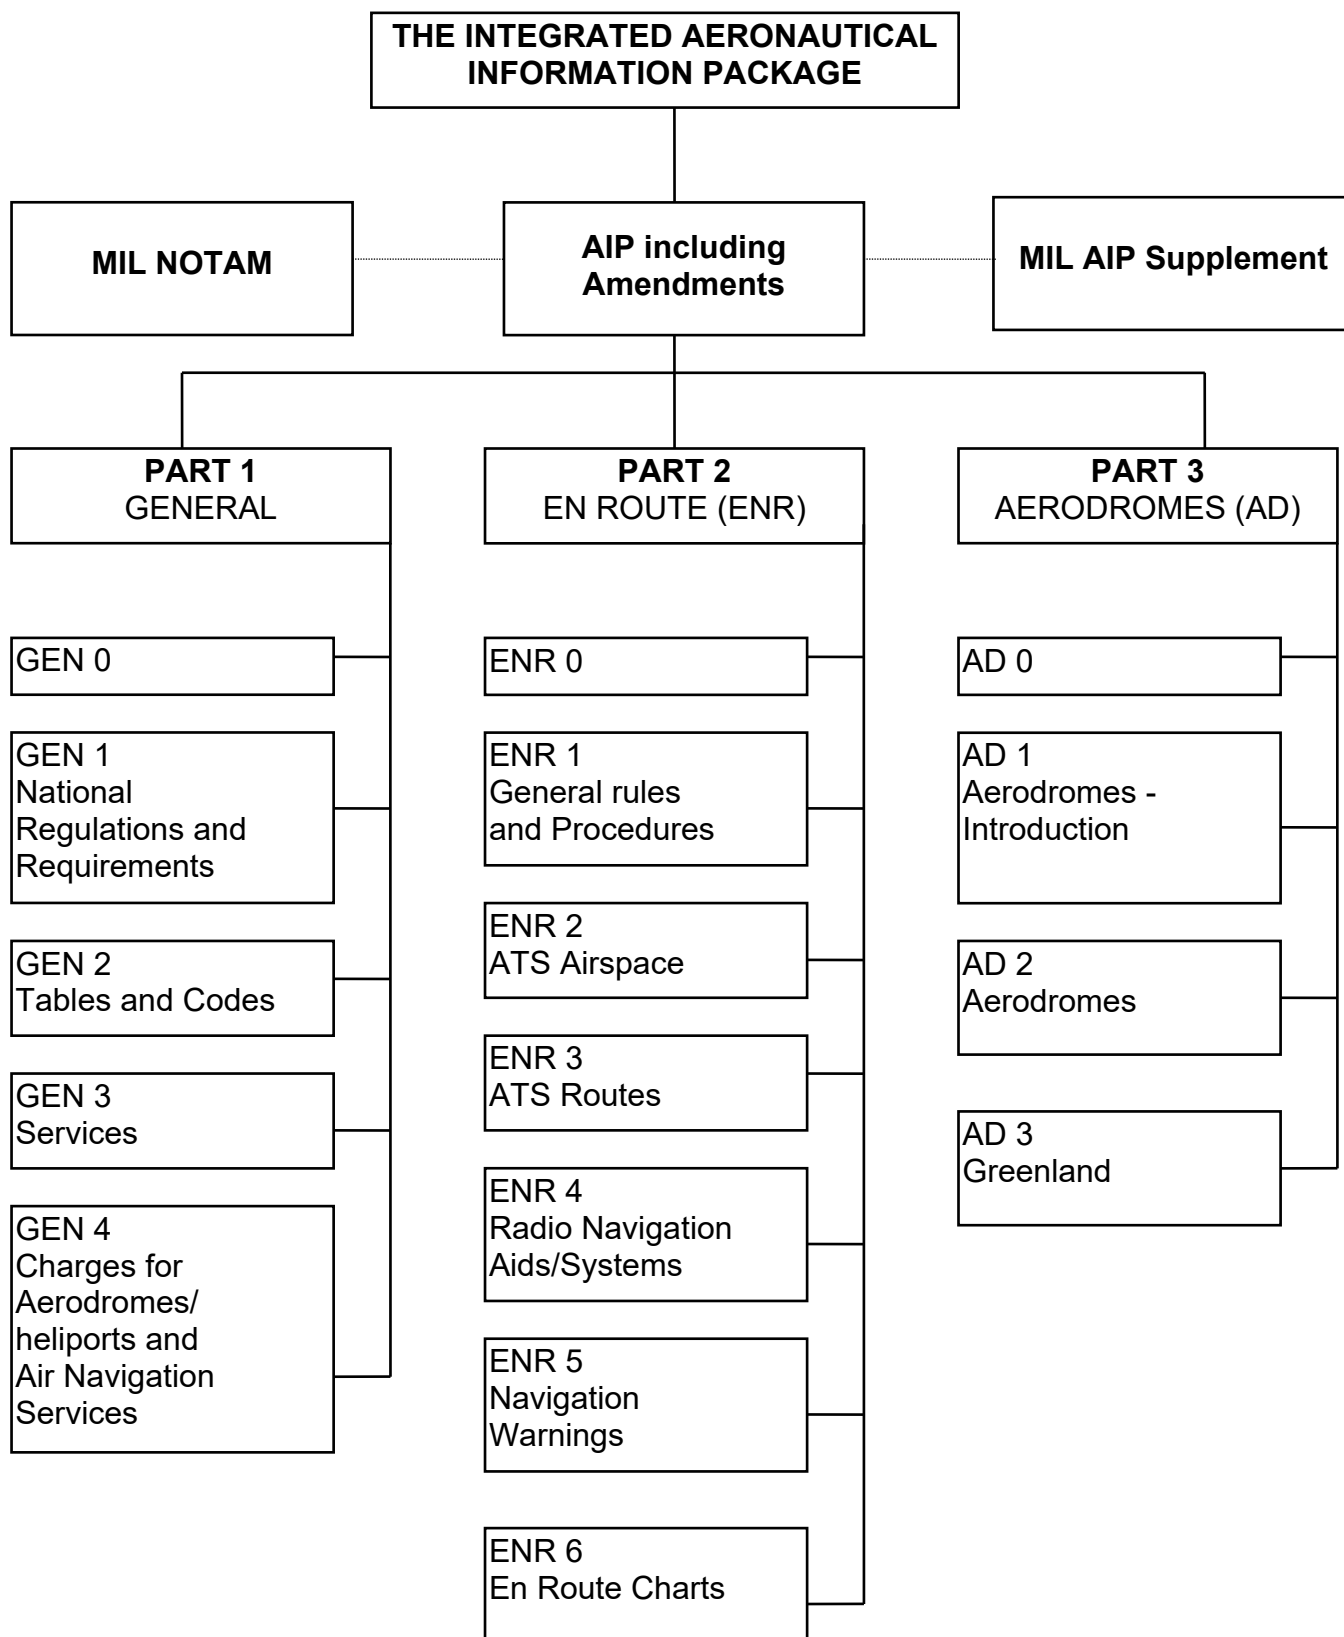 THE INTEGRATED AERONAUTICAL
INFORMATION PACKAGE
MIL NOTAM
AIP including
Amendments
MIL AIP Supplement
PART 1
GENERAL
PART 2
EN ROUTE (ENR)
PART 3
AERODROMES (AD)
GEN 0
GEN 1
National
Regulations and
Requirements
GEN 2
Tables and Codes
GEN 3
Services
GEN 4
Charges for
Aerodromes/
heliports and
Air Navigation
Services
ENR 0
ENR 1
General rules
and Procedures
ENR 2
ATS Airspace
ENR 3
ATS Routes
ENR 4
Radio Navigation
Aids/Systems
ENR 5
Navigation
Warnings
ENR 6
En Route Charts
AD 0
AD 1
Aerodromes -
Introduction
AD 2
Aerodromes
AD 3
Greenland